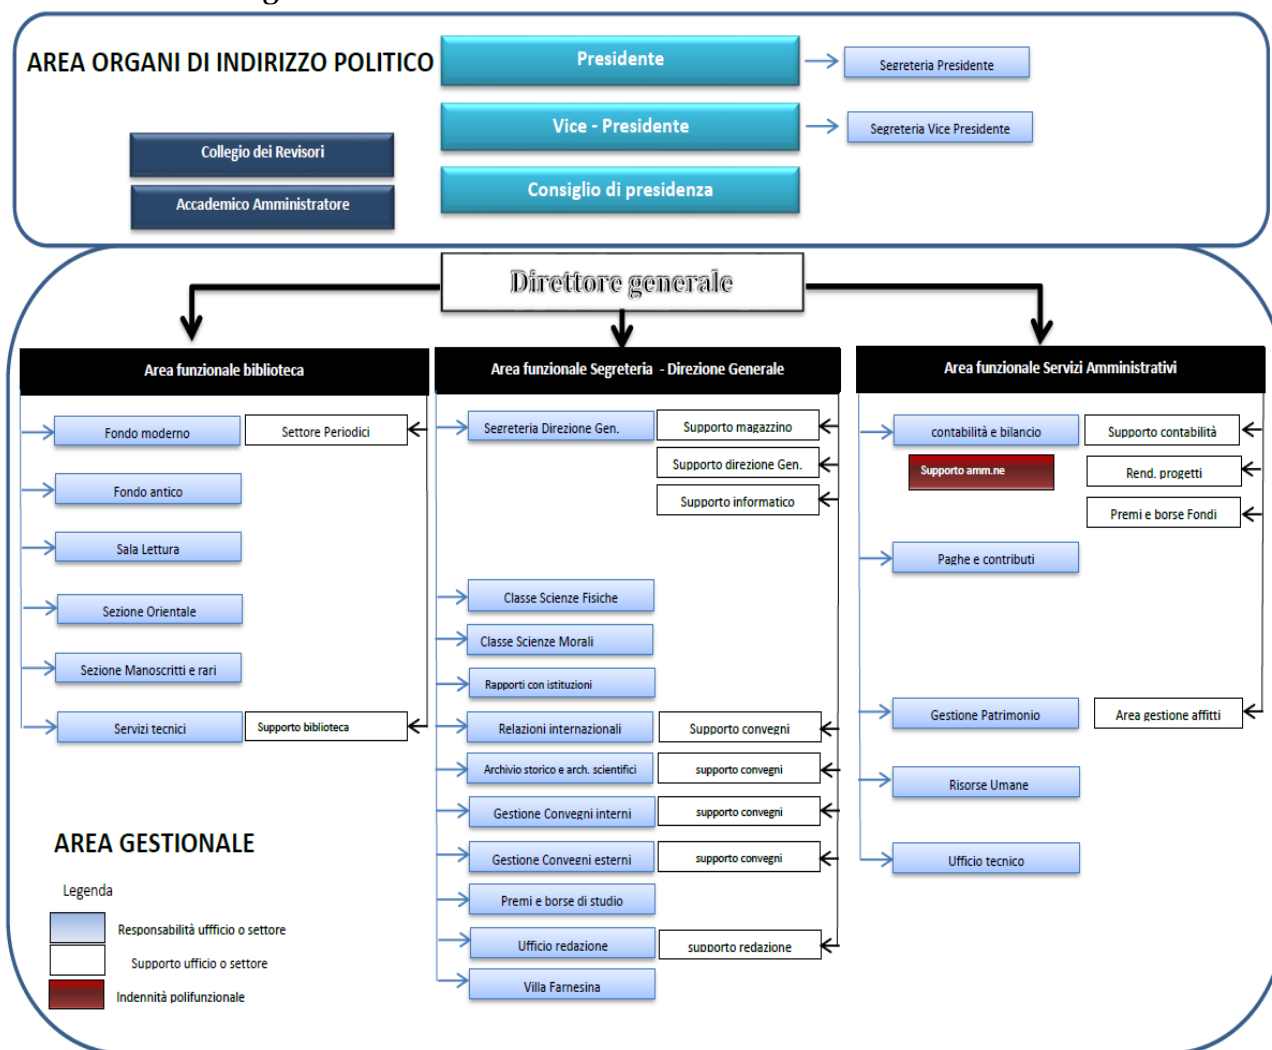 AREA ORGANI DI INDIRIZZO POLITICO
Presidente
Segreteria Presidente
Vice - Presidente
Segreteria Vice Presidente
Collegio dei Revisori
Consiglio di presidenza
Accademico Amministratore
Direttore generale
Area funzionale biblioteca
Fondo moderno
Settore Periodici
Fondo antico
Sala Lettura
Sezione Orientale
Sezione Manoscritti e rari
Servizi tecnici
Supporto biblioteca
Area funzionale Segreteria - Direzione Generale
Segreteria Direzione Gen.
Supporto magazzino
Supporto direzione Gen.
Supporto informatico
Classe Scienze Fisiche
Classe Scienze Morali
Rapporti con istituzioni
Relazioni internazionali
Supporto convegni
Archivio storico e arch. scientifici
supporto convegni
Gestione Convegni interni
supporto convegni
Gestione Convegni esterni
supporto convegni
Premi e borse di studio
Ufficio redazione
supporto redazione
Villa Farnesina
Area funzionale Servizi Amministrativi
contabilità e bilancio
Supporto contabilità
Supporto amm.ne
Rend. progetti
Premi e borse Fondi
Paghe e contributi
Gestione Patrimonio
Area gestione affitti
Risorse Umane
Ufficio tecnico
AREA GESTIONALE
Legenda
Responsabilità uffficio o settore
Supporto ufficio o settore
Indennità polifunzionale